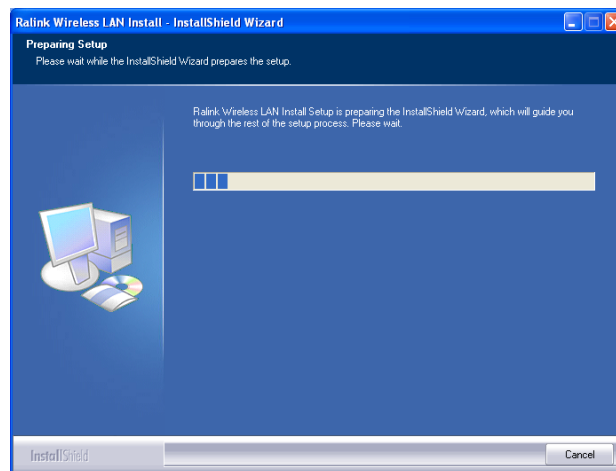 Ralink Wireless LAN Install - InstallShield Wizard
Preparing Setup
Please wait while the InstallShield Wizard prepares the setup.
Ralink Wireless LAN Install Setup is preparing the InstallShield Wizard, which will guide you
through the rest of the setup process. Please wait.
InstallShield
Cancel